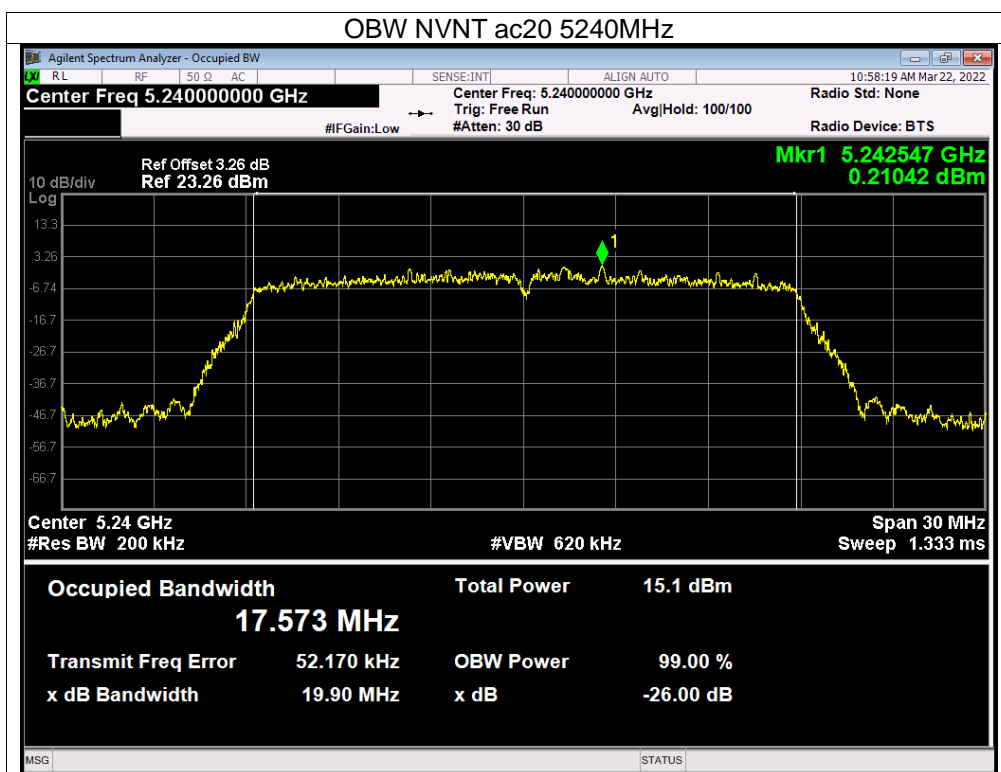 OBW NVNT ac20 5240MHz
Agilent Spectrum Analyzer - Occupied BW
LXI RL RF 50 Ω AC SENSE:INT ALIGN AUTO 10:58:19 AM Mar 22, 2022
Center Freq 5.240000000 GHz Center Freq: 5.240000000 GHz Radio Std: None
Trig: Free Run Avg|Hold: 100/100
#IFGain:Low #Atten: 30 dB Radio Device: BTS
Mkr1 5.242547 GHz
0.21042 dBm
Ref Offset 3.26 dB
10 dB/div Ref 23.26 dBm
Log
13.3
1
3.26
-6.74
-16.7
-26.7
-36.7
-46.7
-56.7
-66.7
Center 5.24 GHz Span 30 MHz
#Res BW 200 kHz #VBW 620 kHz Sweep 1.333 ms
Occupied Bandwidth Total Power 15.1 dBm
17.573 MHz
Transmit Freq Error 52.170 kHz OBW Power 99.00 %
x dB Bandwidth 19.90 MHz x dB -26.00 dB
MSG STATUS